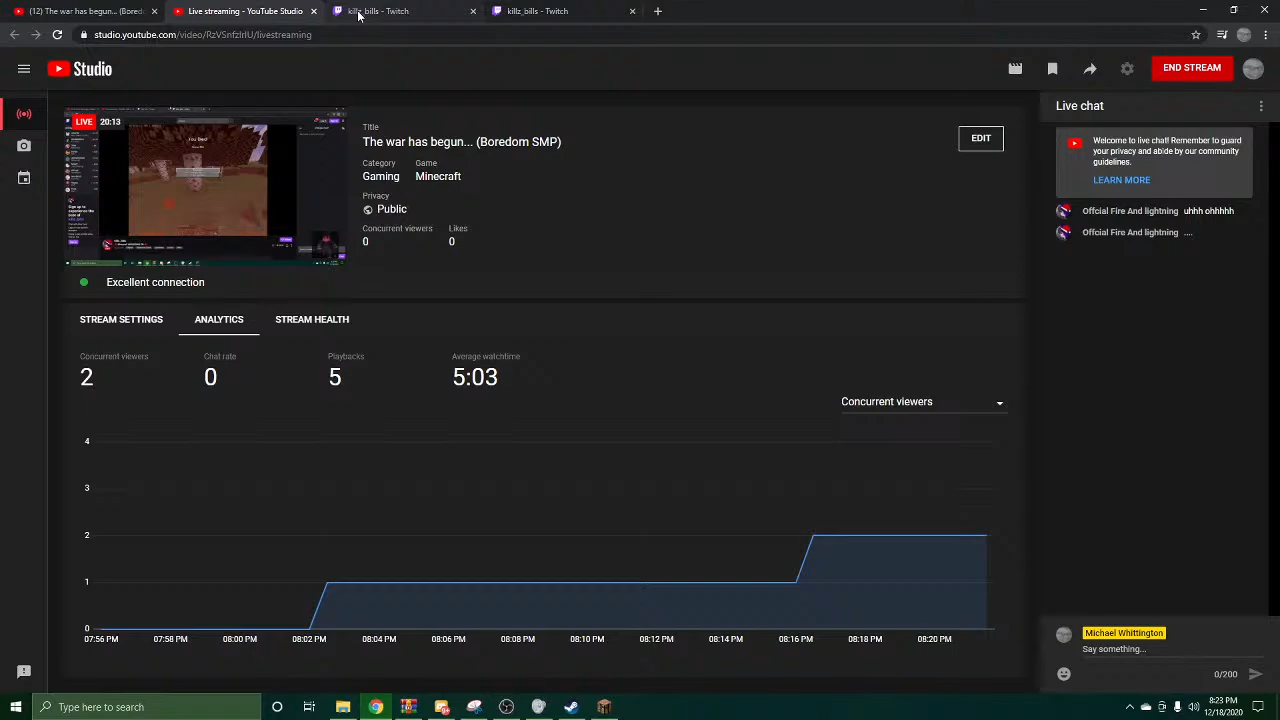 (12) The war has begun... (Bored
Live streaming - YouTube Studio
killz_bills - Twitch
killz_bills - Twitch
studio.youtube.com/video/RzVSnfzIrIU/livestreaming
Studio
END STREAM
LIVE 20:13
Title
The war has begun... (Boredom SMP)
EDIT
Category
Game
Gaming
Minecraft
Privacy
Public
Concurrent viewers
Likes
0
0
Excellent connection
STREAM SETTINGS
ANALYTICS
STREAM HEALTH
Concurrent viewers
Chat rate
Playbacks
Average watchtime
2
0
5
5:03
Concurrent viewers
4
3
2
1
0
07:56 PM
07:58 PM
08:00 PM
08:02 PM
08:04 PM
08:06 PM
08:08 PM
08:10 PM
08:12 PM
08:14 PM
08:16 PM
08:18 PM
08:20 PM
Live chat
Welcome to live chat! Remember to guard
your privacy and abide by our community
guidelines.
LEARN MORE
Offcial Fire And lightning uhhh ohhhhh
Offcial Fire And lightning ....
Michael Whittington
Say something...
0/200
Type here to search
8:23 PM
12/18/2020